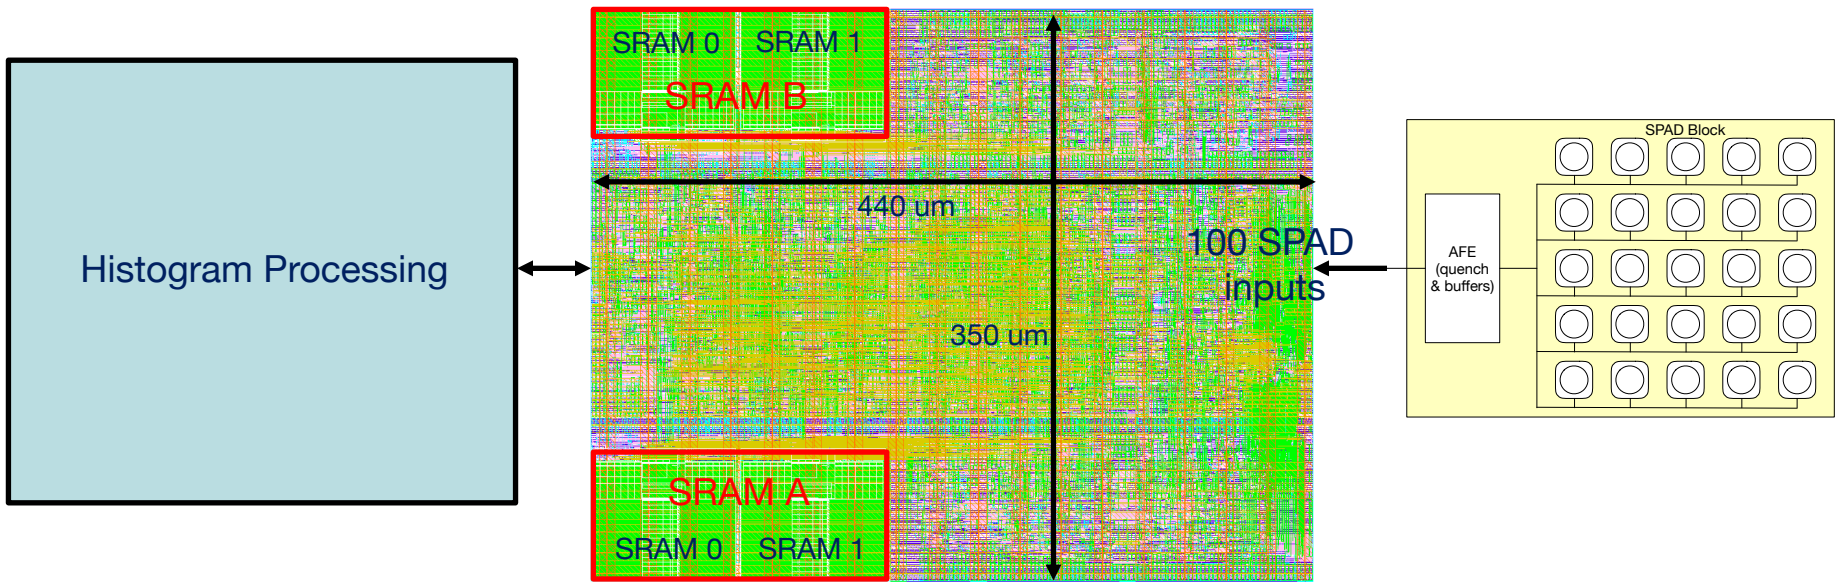 Histogram Processing
SRAM 0
SRAM 1
SRAM B
440 um
100 SPAD
inputs
350 um
SRAM A
SRAM 0
SRAM 1
SPAD Block
AFE
(quench
& buffers)